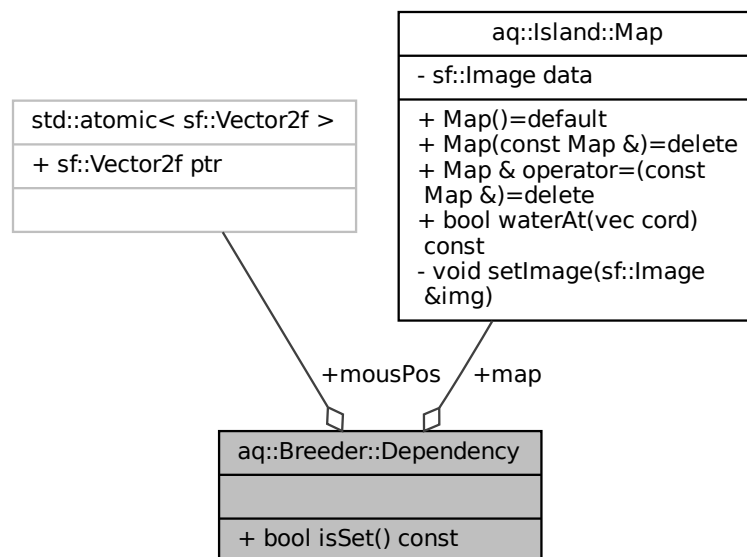 aq::Island::Map
- sf::Image data
+ Map()=default
+ Map(const Map &)=delete
+ Map & operator=(const
Map &)=delete
+ bool waterAt(vec cord)
const
- void setImage(sf::Image
&img)
std::atomic< sf::Vector2f >
+ sf::Vector2f ptr
+mousPos
+map
aq::Breeder::Dependency
+ bool isSet() const